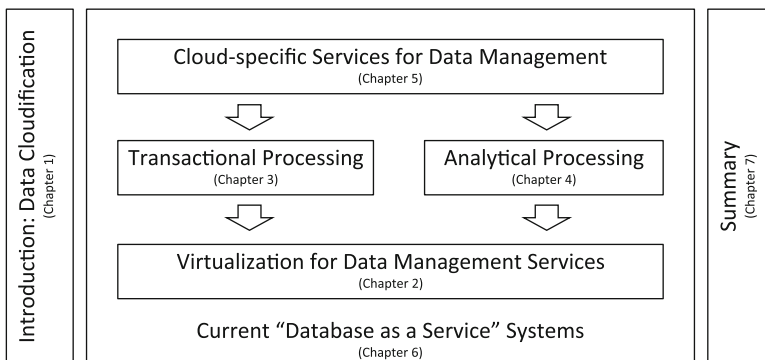 Introduction: Data Cloudification
(Chapter 1)
Cloud-specific Services for Data Management
(Chapter 5)
Transactional Processing
(Chapter 3)
Analytical Processing
(Chapter 4)
Virtualization for Data Management Services
(Chapter 2)
Current “Database as a Service” Systems
(Chapter 6)
Summary
(Chapter 7)